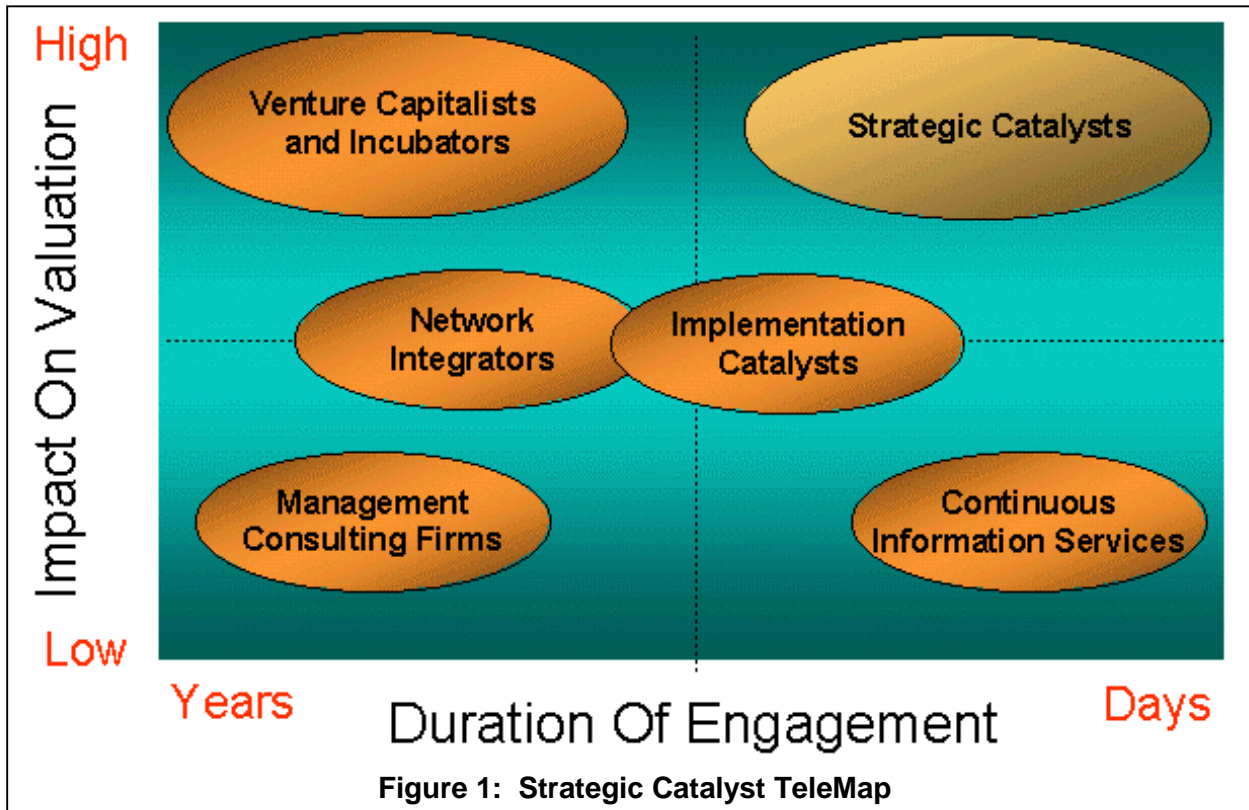 High
Impact On Valuation
Low
Venture Capitalists
and Incubators
Strategic Catalysts
Network
Integrators
Implementation
Catalysts
Management
Consulting Firms
Continuous
Information Services
Years
Duration Of Engagement
Days
Figure 1: Strategic Catalyst TeleMap